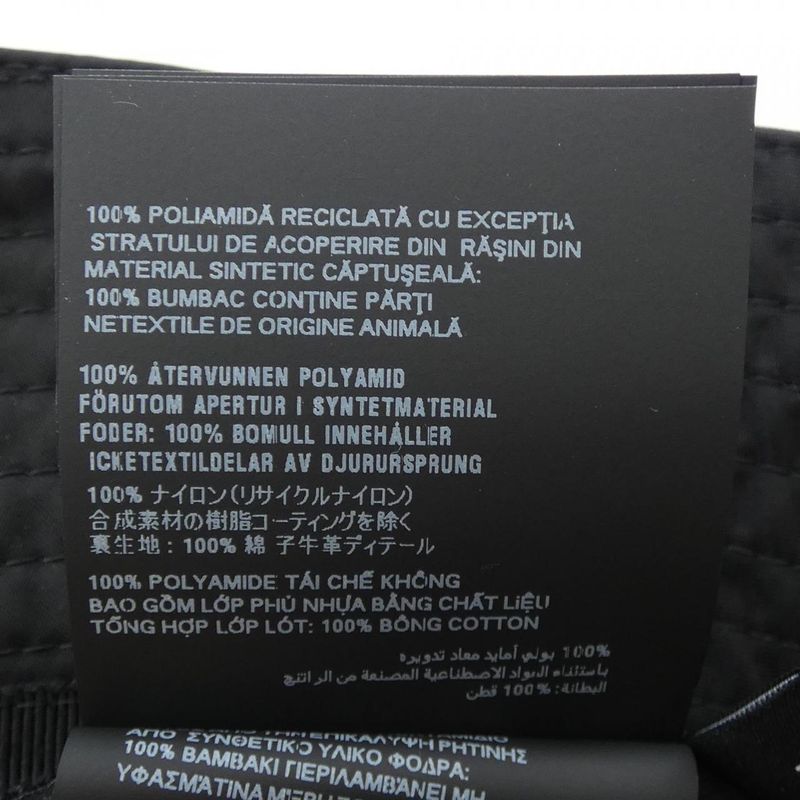 100% POLIAMIDĂ RECICLATĂ CU EXCEPȚIA
STRATULUI DE ACOPERIRE DIN RĂŞINI DIN
MATERIAL SINTETIC CĂPTUŞEALĂ:
100% BUMBAC CONȚINE PĂRȚI
NETEXTILE DE ORIGINE ANIMALĂ
100% ÅTERVUNNEN POLYAMID
FÖRUTOM APERTUR I SYNTETMATERIAL
FODER: 100% BOMULL INNEHÅLLER
ICKETEXTILDELAR AV DJURURSPRUNG
100% ナイロン(リサイクルナイロン)
合成素材の樹脂コーティングを除く
裏生地：100% 綿 子牛革ディテール
100% POLYAMIDE TÁI CHẾ KHÔNG
BAO GỒM LỚP PHỦ NHỰA BẰNG CHẤT LIỆU
TỔNG HỢP LỚP LÓT: 100% BÔNG COTTON
100% بولي أمايد معاد تدويره
باستثناء المواد الاصطناعية المصنعة من الراتنج
البطانة: 100% قطن
ΑΠΟ ΣΥΝΘΕΤΙΚΟ ΥΛΙΚΟ ΦΟΔΡΑ:
100% ΒΑΜΒΑΚΙ ΠΕΡΙΛΑΜΒΑΝΕΙ ΜΗ
ΥΦΑΣΜΑΤΙΝΑ